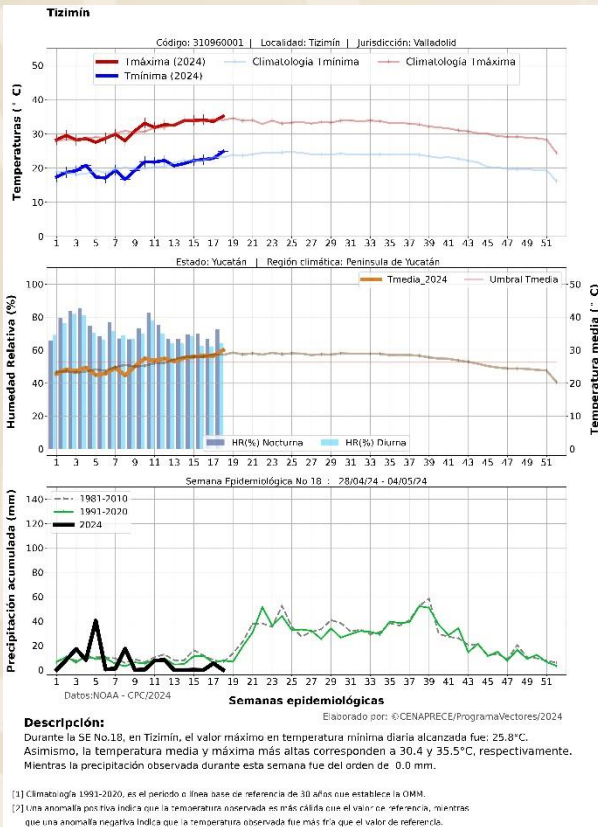 Tizimín
Código: 310960001 | Localidad: Tizimín | Jurisdicción: Valladolid
Tmáxima (2024)
Climatologia Tmínima
Climatología Tmáxima
Tmínima (2024)
Temperaturas (° C)
50
40
30
20
10
0
1 3 5 7 9 11 13 15 17 19 21 23 25 27 29 31 33 35 37 39 41 43 45 47 49 51
Estado: Yucatán | Región climática: Peninsula de Yucatán
Tmedia_2024
Umbral Tmedia
Humedad Relativa (%)
100
80
60
40
20
0
Temperatura media (° C)
50
40
30
20
10
0
HR(%) Nocturna
HR(%) Diurna
1 3 5 7 9 11 13 15 17 19 21 23 25 27 29 31 33 35 37 39 41 43 45 47 49 51
Semana Epidemiológica No 18 : 28/04/24 - 04/05/24
1981-2010
1991-2020
2024
Precipitación acumulada (mm)
140
120
100
80
60
40
20
0
1 3 5 7 9 11 13 15 17 19 21 23 25 27 29 31 33 35 37 39 41 43 45 47 49 51
Datos:NOAA - CPC/2024
Semanas epidemiológicas
Elaborado por: ©CENAPRECE/ProgramaVectores/2024
Descripción:
Durante la SE No.18, en Tizimín, el valor máximo en temperatura mínima diaria alcanzada fue: 25.8°C.
Asimismo, la temperatura media y máxima más altas corresponden a 30.4 y 35.5°C, respectivamente.
Mientras la precipitación observada durante esta semana fue del orden de 0.0 mm.
[1] Climatología 1991-2020, es el periodo o línea base de referencia de 30 años que establece la OMM.
[2] Una anomalía positiva indica que la temperatura observada es más cálida que el valor de referencia, mientras
que una anomalía negativa indica que la temperatura observada fue más fría que el valor de referencia.